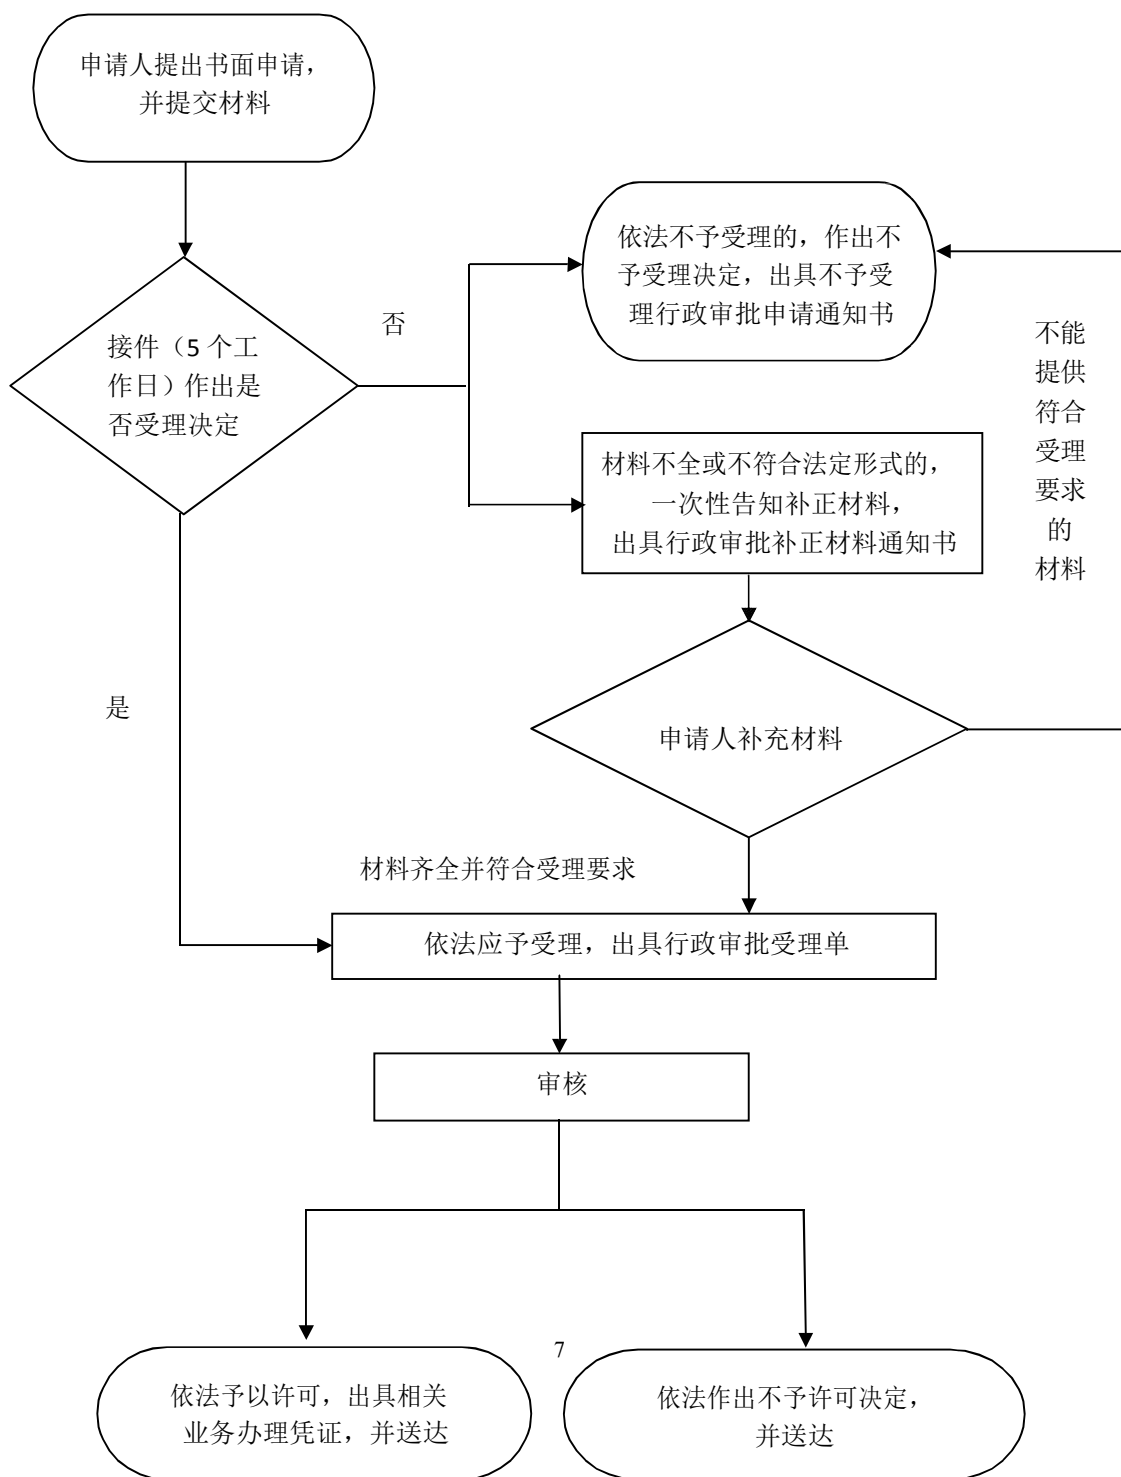 申请人提出书面申请，
并提交材料
依法不予受理的，作出不
予受理决定，出具不予受
理行政审批申请通知书
否
接件（5 个工
作日）作出是
否受理决定
不能
提供
符合
受理
要求
的
材料
材料不全或不符合法定形式的，
一次性告知补正材料，
出具行政审批补正材料通知书
是
申请人补充材料
材料齐全并符合受理要求
依法应予受理，出具行政审批受理单
审核
7
依法予以许可，出具相关
业务办理凭证，并送达
依法作出不予许可决定，
并送达